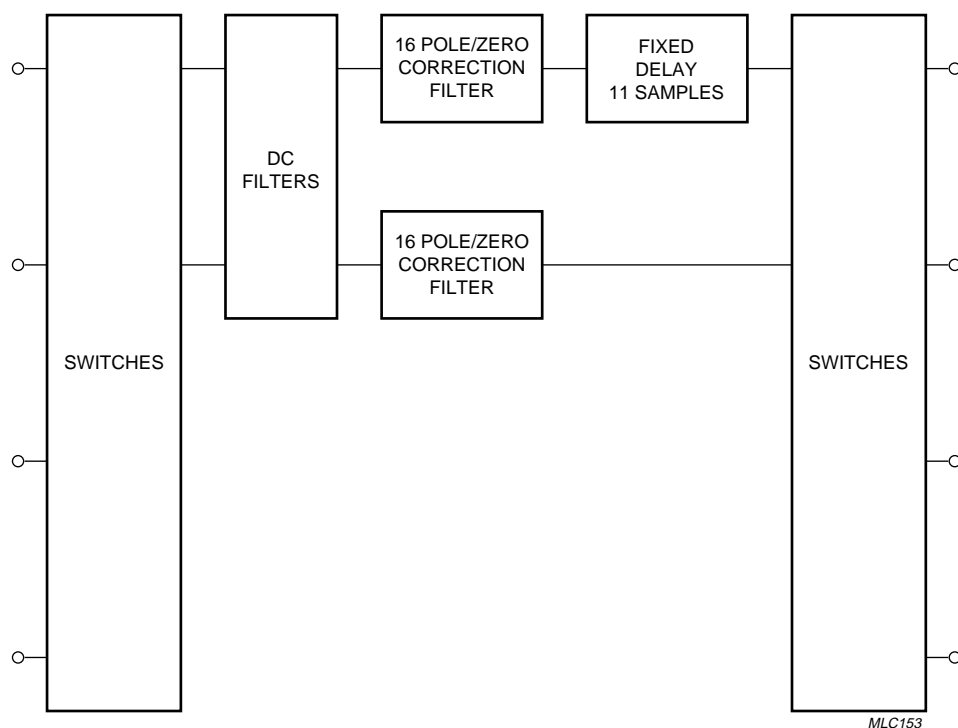 16 POLE/ZERO
CORRECTION
FILTER
FIXED
DELAY
11 SAMPLES
DC
FILTERS
16 POLE/ZERO
CORRECTION
FILTER
SWITCHES
SWITCHES
MLC153